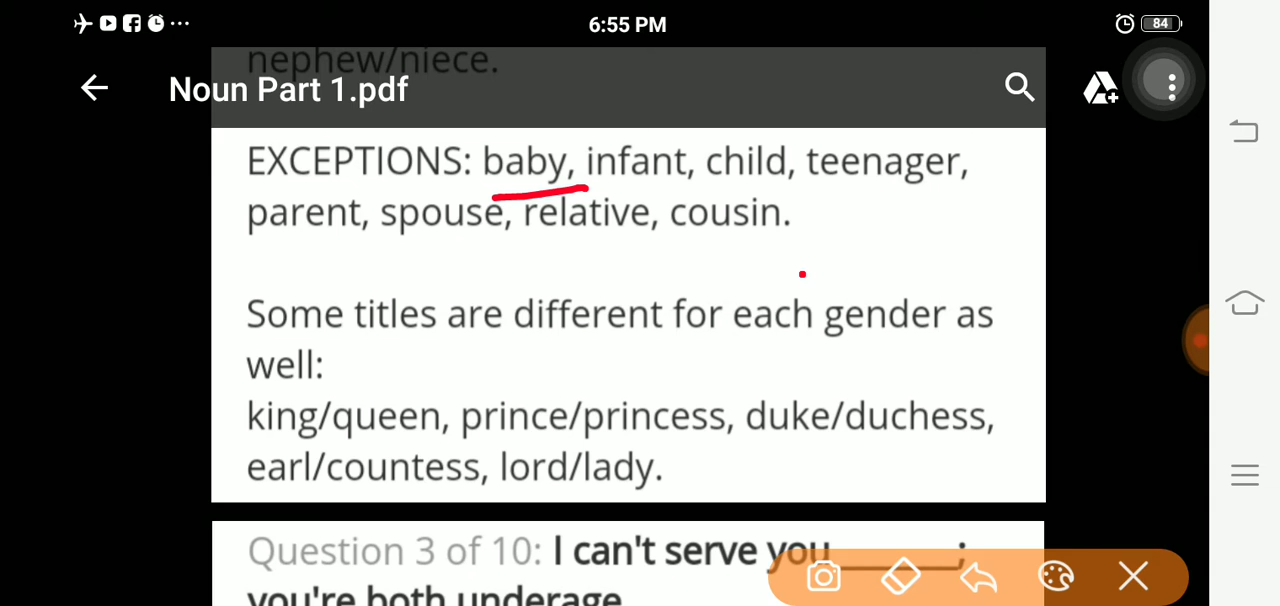 6:55 PM
84
nephew/niece.
Noun Part 1.pdf
EXCEPTIONS: baby, infant, child, teenager,
parent, spouse, relative, cousin.
Some titles are different for each gender as
well:
king/queen, prince/princess, duke/duchess,
earl/countess, lord/lady.
Question 3 of 10: I can't serve you ______;
you're both underage